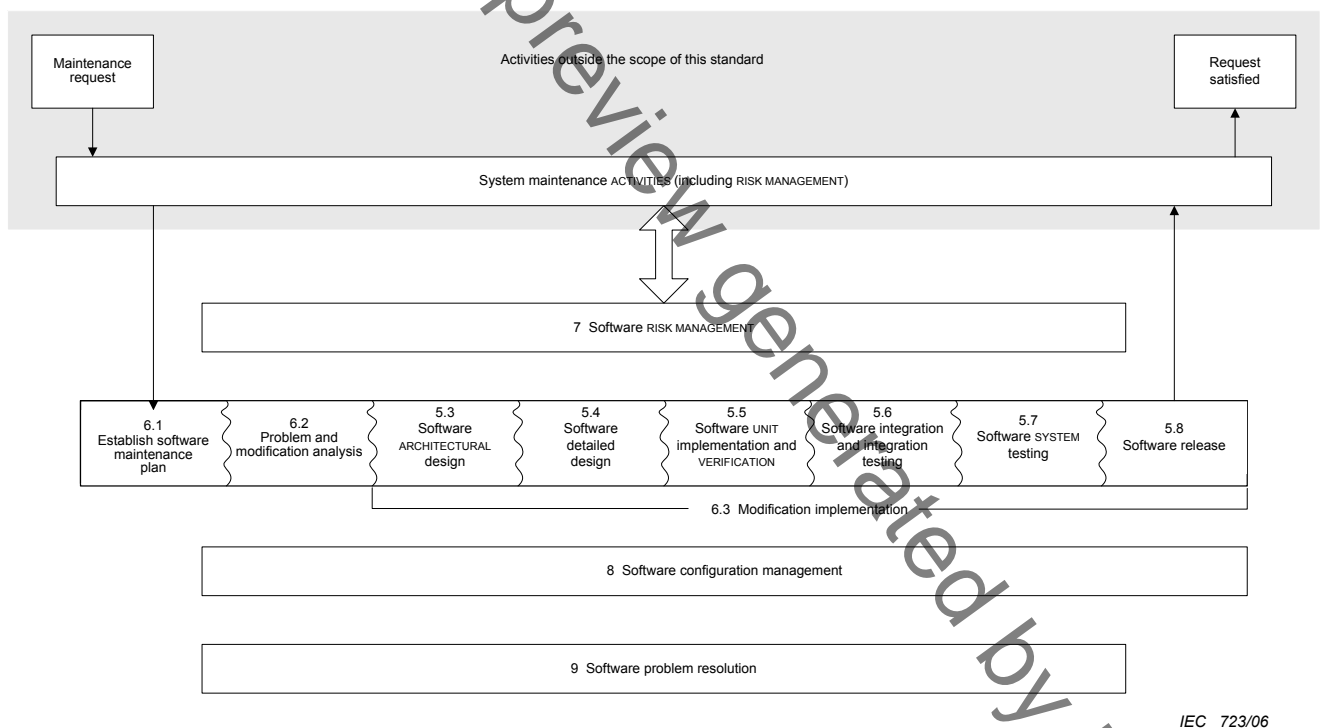 Maintenance
request
Activities outside the scope of this standard
Request
satisfied
System maintenance ACTIVITIES (including RISK MANAGEMENT)
7 Software RISK MANAGEMENT
6.1
Establish software
maintenance
plan
6.2
Problem and
modification analysis
5.3
Software
ARCHITECTURAL
design
5.4
Software
detailed
design
5.5
Software UNIT
implementation and
VERIFICATION
5.6
Software integration
and integration
testing
5.7
Software SYSTEM
testing
5.8
Software release
6.3 Modification implementation
8 Software configuration management
9 Software problem resolution
IEC 723/06
preview generated by